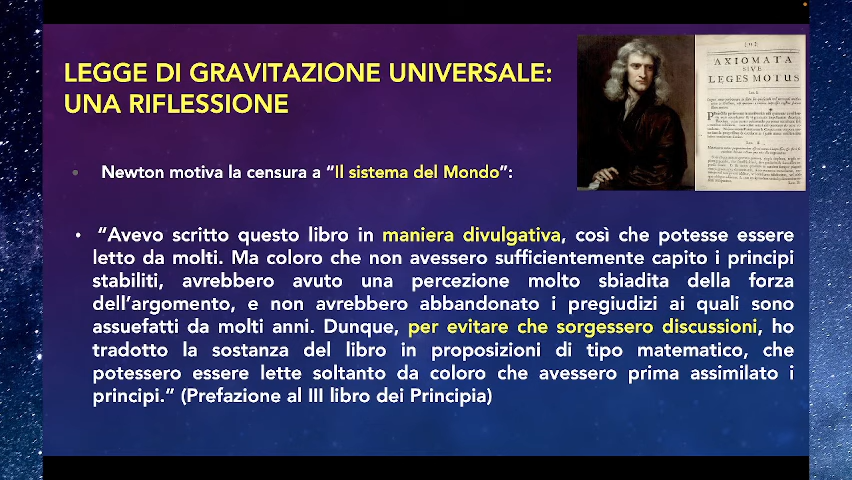 LEGGE DI GRAVITAZIONE UNIVERSALE:
UNA RIFLESSIONE
AXIOMATA
SIVE
LEGES MOTUS
Newton motiva la censura a “Il sistema del Mondo”:
“Avevo scritto questo libro in maniera divulgativa, così che potesse essere
letto da molti. Ma coloro che non avessero sufficientemente capito i principi
stabiliti, avrebbero avuto una percezione molto sbiadita della forza
dell’argomento, e non avrebbero abbandonato i pregiudizi ai quali sono
assuefatti da molti anni. Dunque, per evitare che sorgessero discussioni, ho
tradotto la sostanza del libro in proposizioni di tipo matematico, che
potessero essere lette soltanto da coloro che avessero prima assimilato i
principi.” (Prefazione al III libro dei Principia)